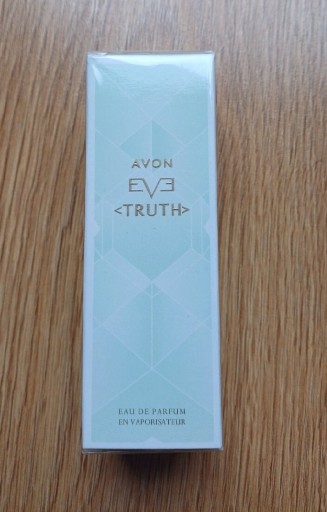 AVON
EVE
<TRUTH>
EAU DE PARFUM
EN VAPORISATEUR